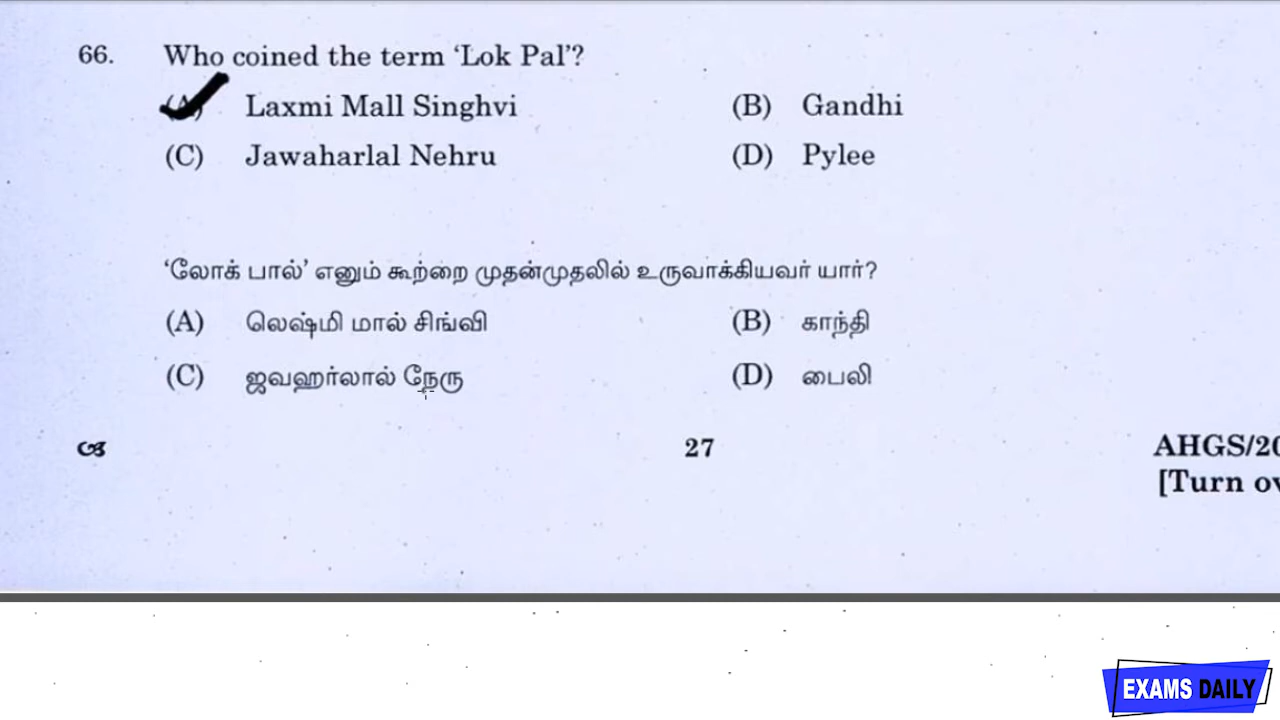 66. Who coined the term ‘Lok Pal’?
(A) Laxmi Mall Singhvi (B) Gandhi
(C) Jawaharlal Nehru (D) Pylee
‘லோக் பால்’ எனும் கூற்றை முதன்முதலில் உருவாக்கியவர் யார்?
(A) லெஷ்மி மால் சிங்வி (B) காந்தி
(C) ஜவஹர்லால் நேரு (D) பைலி
27 AHGS/20
[Turn ov
EXAMS DAILY